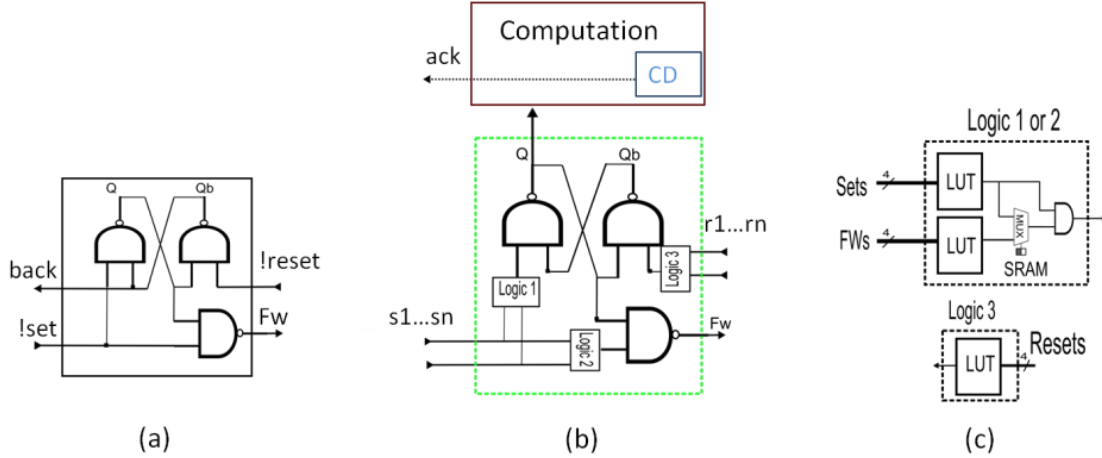 Computation
ack
CD
Q
Qb
back
!reset
!set
Fw
(a)
Q
Qb
r1...rn
Logic 3
Logic 1
s1...sn
Logic 2
Fw
(b)
Logic 1 or 2
Sets
4
LUT
MUX
FWs
4
LUT
SRAM
Logic 3
LUT
4
Resets
(c)